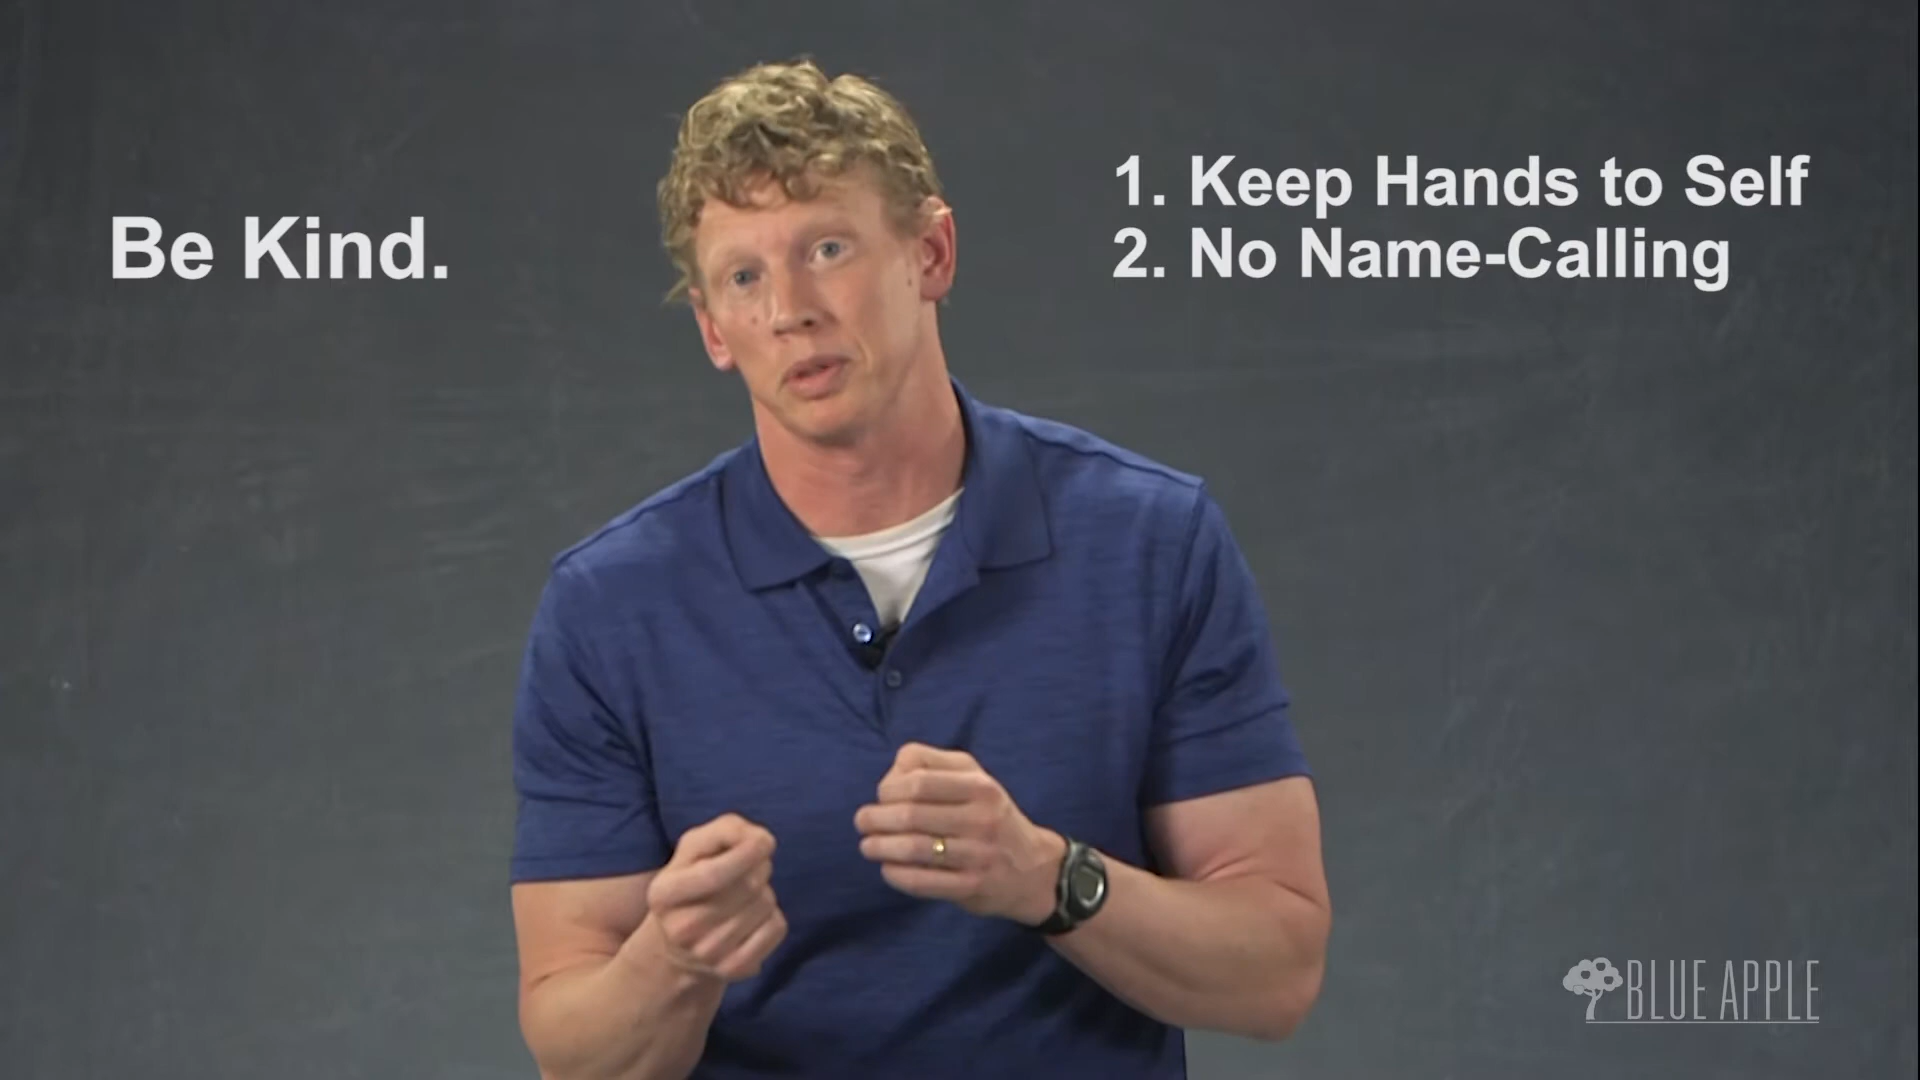 Be Kind.
1. Keep Hands to Self
2. No Name-Calling
BLUE APPLE